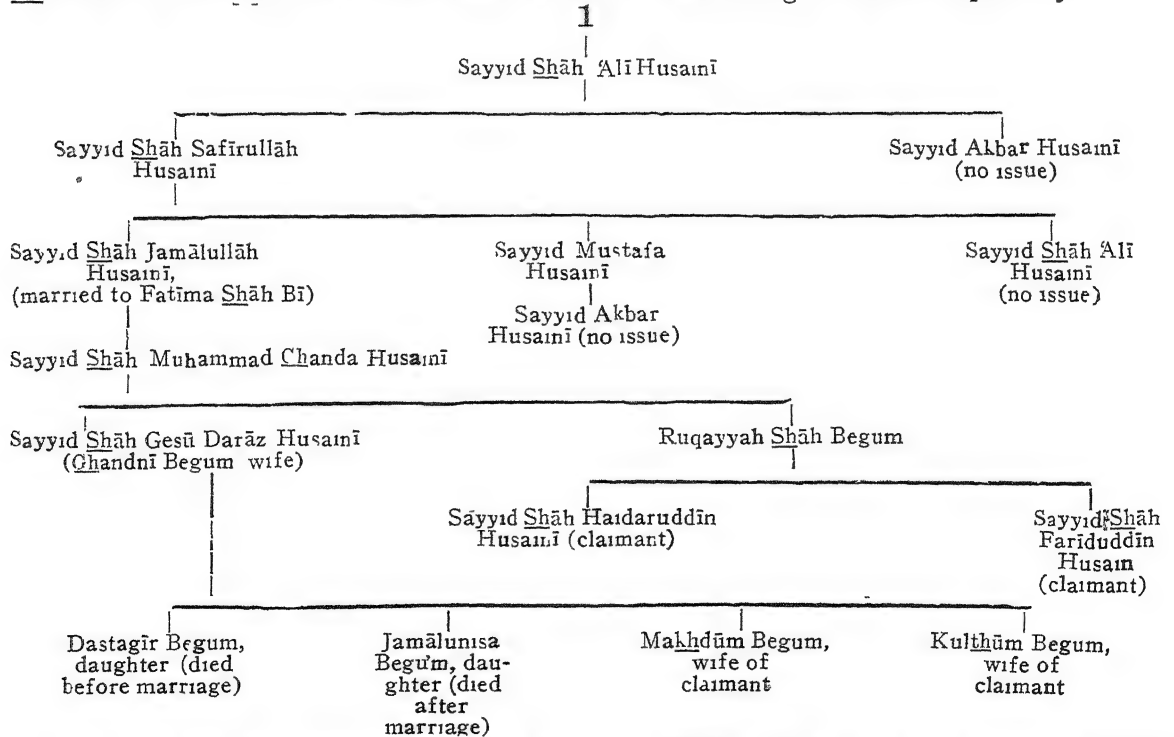 1
Sayyid Shāh ‘Alī Husainī
Sayyid Shāh Safīrullāh
Husainī
Sayyid Akbar Husainī
(no issue)
Sayyid Shāh Jamālullāh
Husainī,
(married to Fatīma Shāh Bī)
Sayyid Mustafa
Husainī
Sayyid Akbar
Husainī (no issue)
Sayyid Shāh ‘Alī
Husainī
(no issue)
Sayyid Shāh Muhammad Chanda Husainī
Sayyid Shāh Gesū Darāz Husainī
(Ghandnī Begum wife)
Ruqayyah Shāh Begum
Sayyid Shāh Haidaruddīn
Husainī (claimant)
Sayyid Shāh
Farīduddīn
Husain
(claimant)
Dastagīr Begum,
daughter (died
before marriage)
Jamālunisa
Begum, dau-
ghter (died
after
marriage)
Makhdūm Begum,
wife of
claimant
Kulthūm Begum,
wife of
claimant